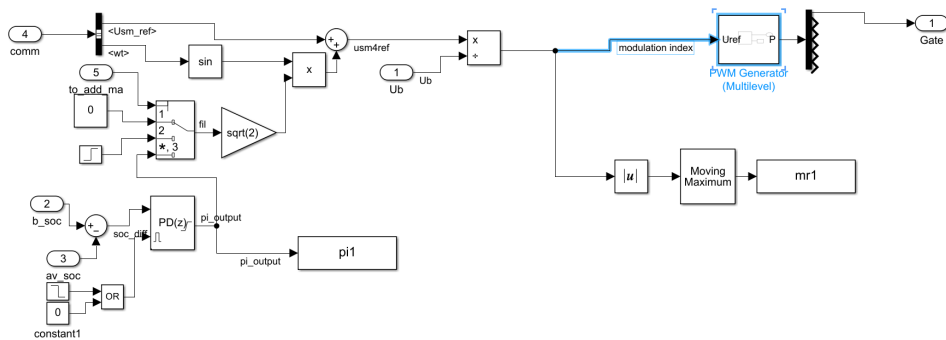 4
comm
<Usm_ref>
<wt>
sin
+
+
usm4ref
x
x
÷
1
Ub
Ub
modulation index
Uref
P
PWM Generator
(Multilevel)
1
Gate
5
to_add_ma
0
1
2
*, 3
fil
sqrt(2)
|u|
Moving
Maximum
mr1
2
b_soc
+
−
3
av_soc
soc_diff
PD(z)
pi_output
pi_output
pi1
OR
0
constant1